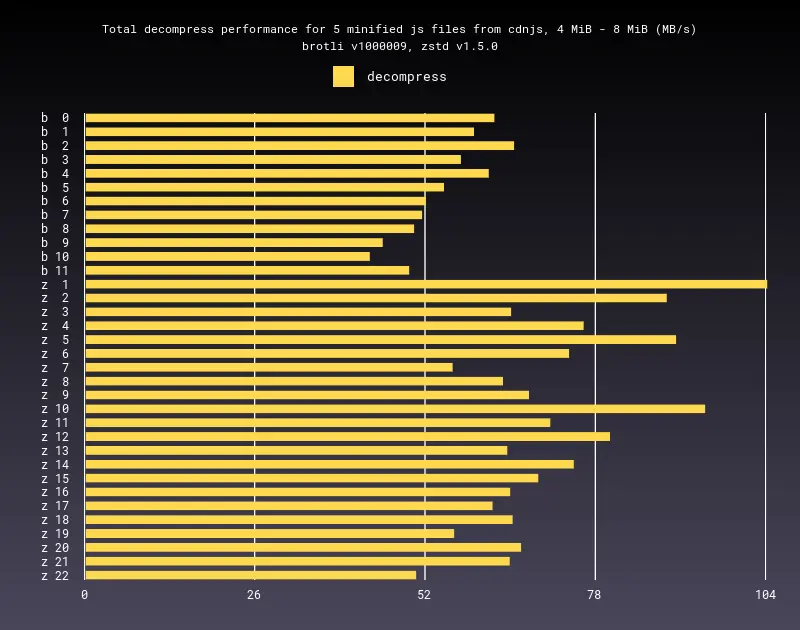 Total decompress performance for 5 minified js files from cdnjs, 4 MiB - 8 MiB (MB/s)
brotli v1000009, zstd v1.5.0
decompress
b 0
b 1
b 2
b 3
b 4
b 5
b 6
b 7
b 8
b 9
b 10
b 11
z 1
z 2
z 3
z 4
z 5
z 6
z 7
z 8
z 9
z 10
z 11
z 12
z 13
z 14
z 15
z 16
z 17
z 18
z 19
z 20
z 21
z 22
0 26 52 78 104